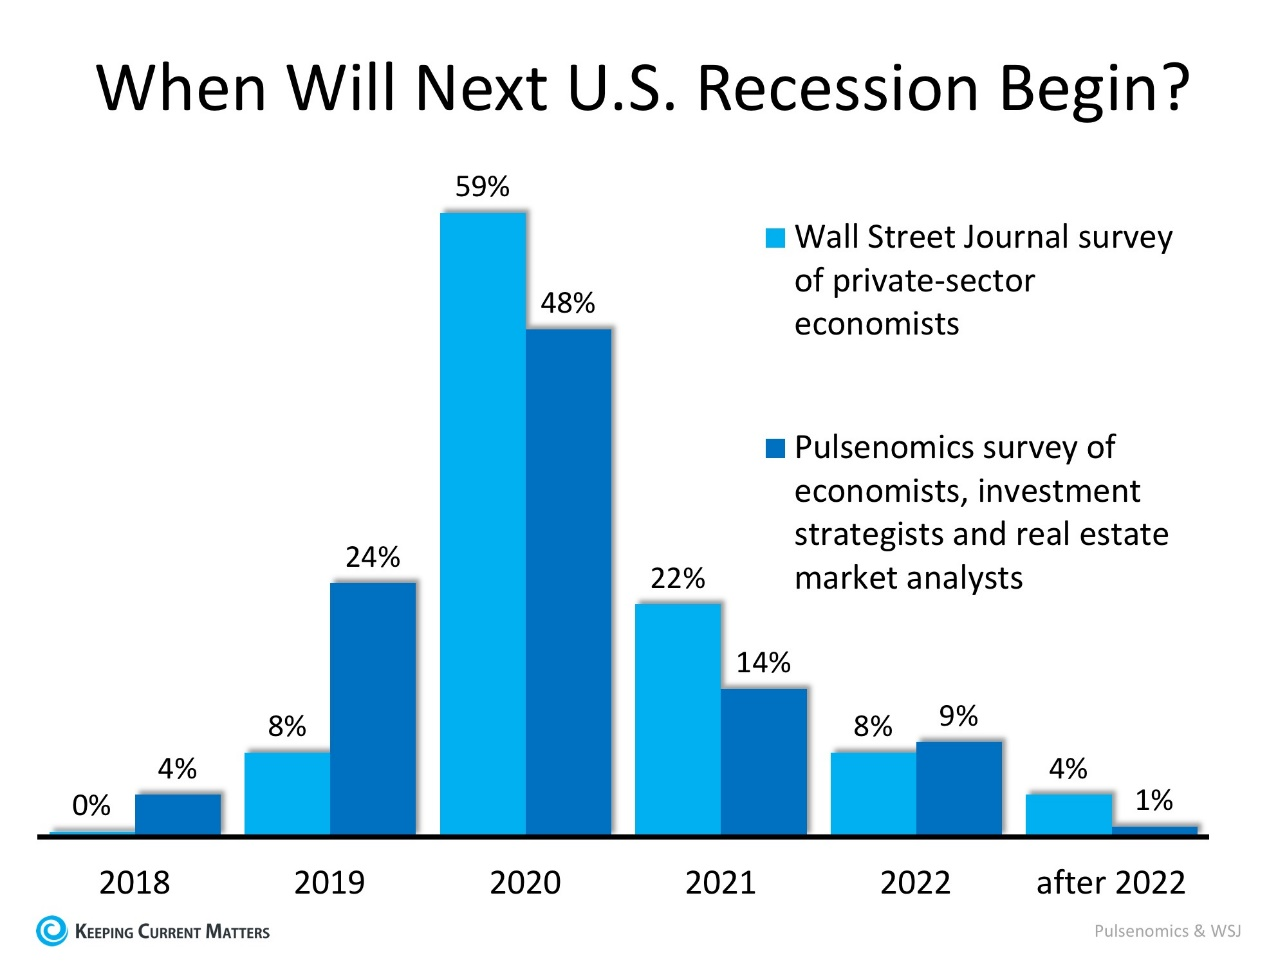 When Will Next U.S. Recession Begin?
59%
48%
24%
22%
14%
8%
8%
9%
4%
4%
0%
1%
Wall Street Journal survey
of private-sector
economists
Pulsenomics survey of
economists, investment
strategists and real estate
market analysts
2018 2019 2020 2021 2022 after 2022
KEEPING CURRENT MATTERS
Pulsenomics & WSJ